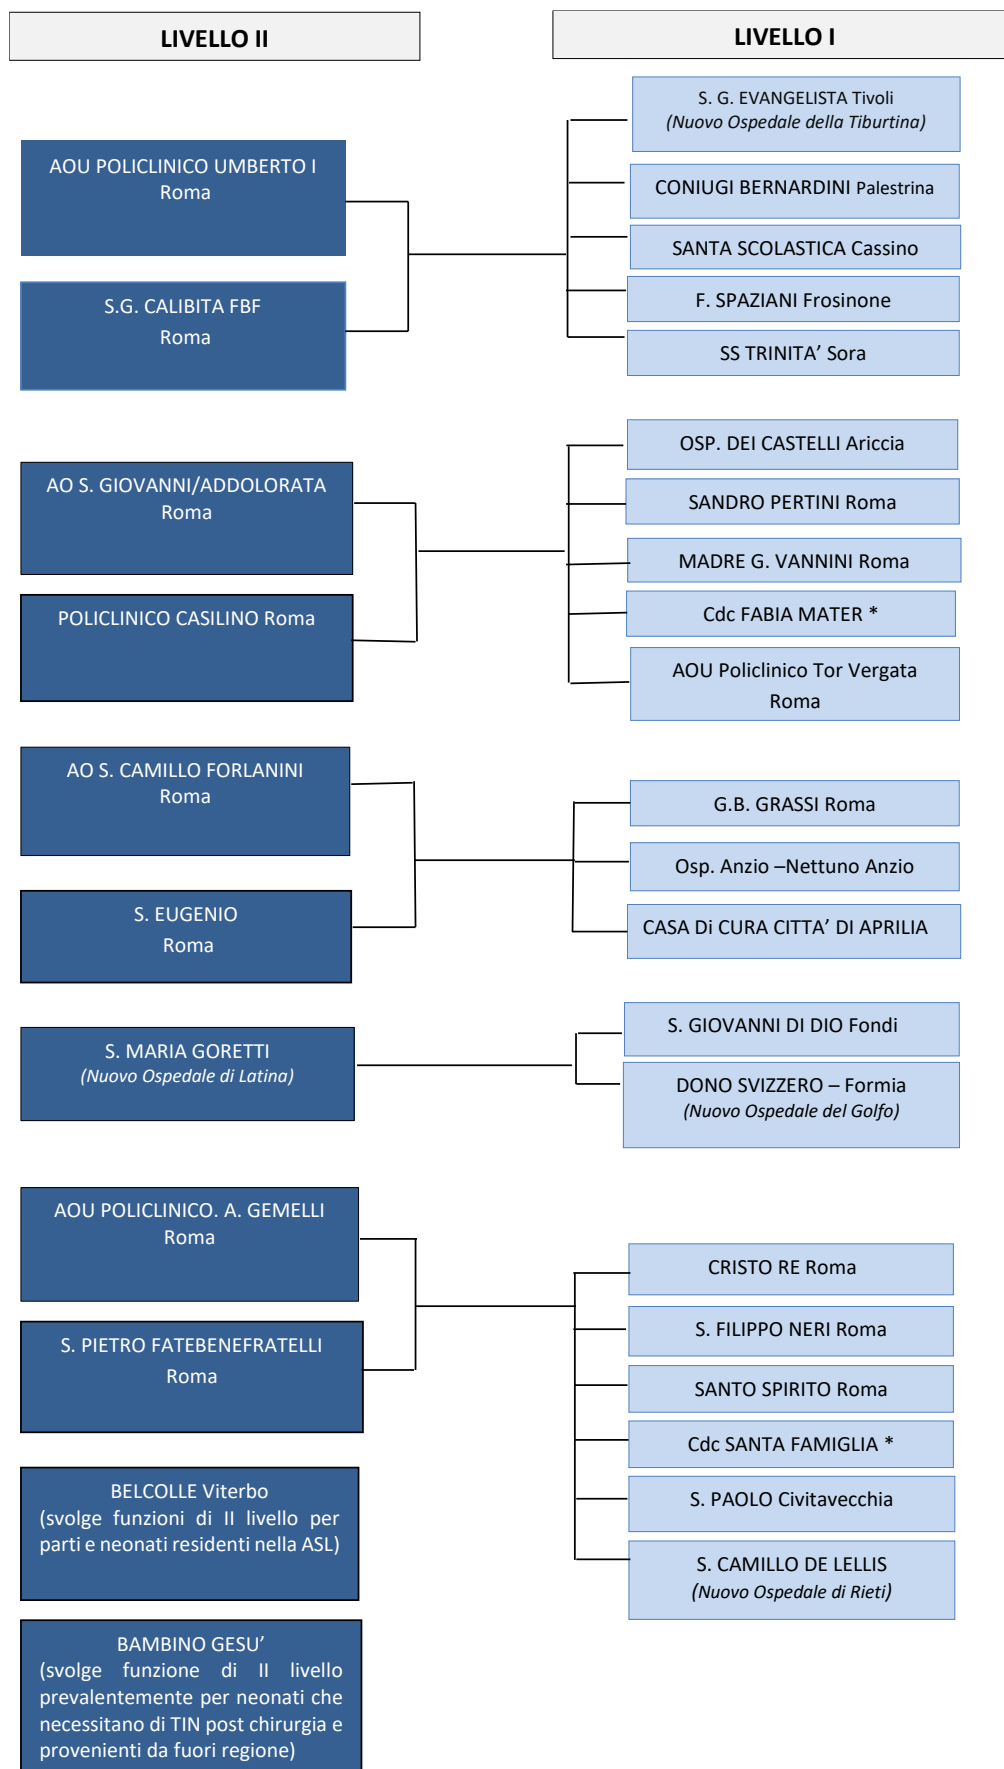 LIVELLO II
LIVELLO I
AOU POLICLINICO UMBERTO I
Roma
S.G. CALIBITA FBF
Roma
S. G. EVANGELISTA Tivoli
(Nuovo Ospedale della Tiburtina)
CONIUGI BERNARDINI Palestrina
SANTA SCOLASTICA Cassino
F. SPAZIANI Frosinone
SS TRINITA’ Sora
AO S. GIOVANNI/ADDOLORATA
Roma
POLICLINICO CASILINO Roma
OSP. DEI CASTELLI Ariccia
SANDRO PERTINI Roma
MADRE G. VANNINI Roma
Cdc FABIA MATER *
AOU Policlinico Tor Vergata
Roma
AO S. CAMILLO FORLANINI
Roma
S. EUGENIO
Roma
G.B. GRASSI Roma
Osp. Anzio –Nettuno Anzio
CASA Di CURA CITTA’ DI APRILIA
S. MARIA GORETTI
(Nuovo Ospedale di Latina)
S. GIOVANNI DI DIO Fondi
DONO SVIZZERO – Formia
(Nuovo Ospedale del Golfo)
AOU POLICLINICO. A. GEMELLI
Roma
S. PIETRO FATEBENEFRATELLI
Roma
CRISTO RE Roma
S. FILIPPO NERI Roma
SANTO SPIRITO Roma
Cdc SANTA FAMIGLIA *
S. PAOLO Civitavecchia
S. CAMILLO DE LELLIS
(Nuovo Ospedale di Rieti)
BELCOLLE Viterbo
(svolge funzioni di II livello per
parti e neonati residenti nella ASL)
BAMBINO GESU’
(svolge funzione di II livello
prevalentemente per neonati che
necessitano di TIN post chirurgia e
provenienti da fuori regione)